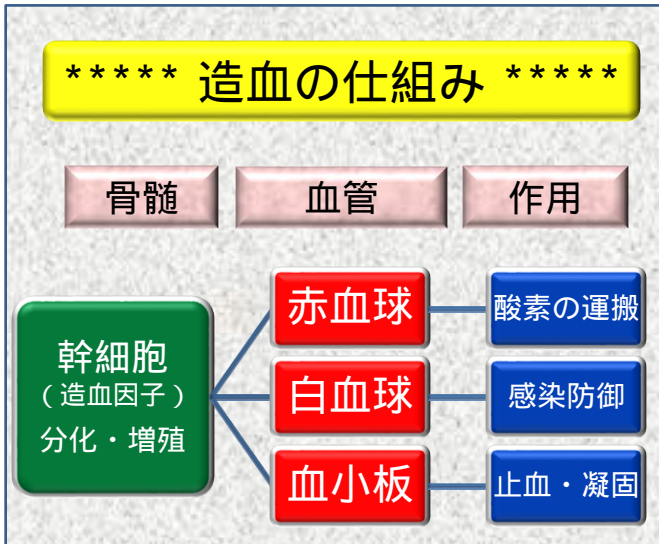 ***** 造血の仕組み *****
骨髄
血管
作用
幹細胞
(造血因子)
分化・増殖
赤血球
酸素の運搬
白血球
感染防御
血小板
止血・凝固